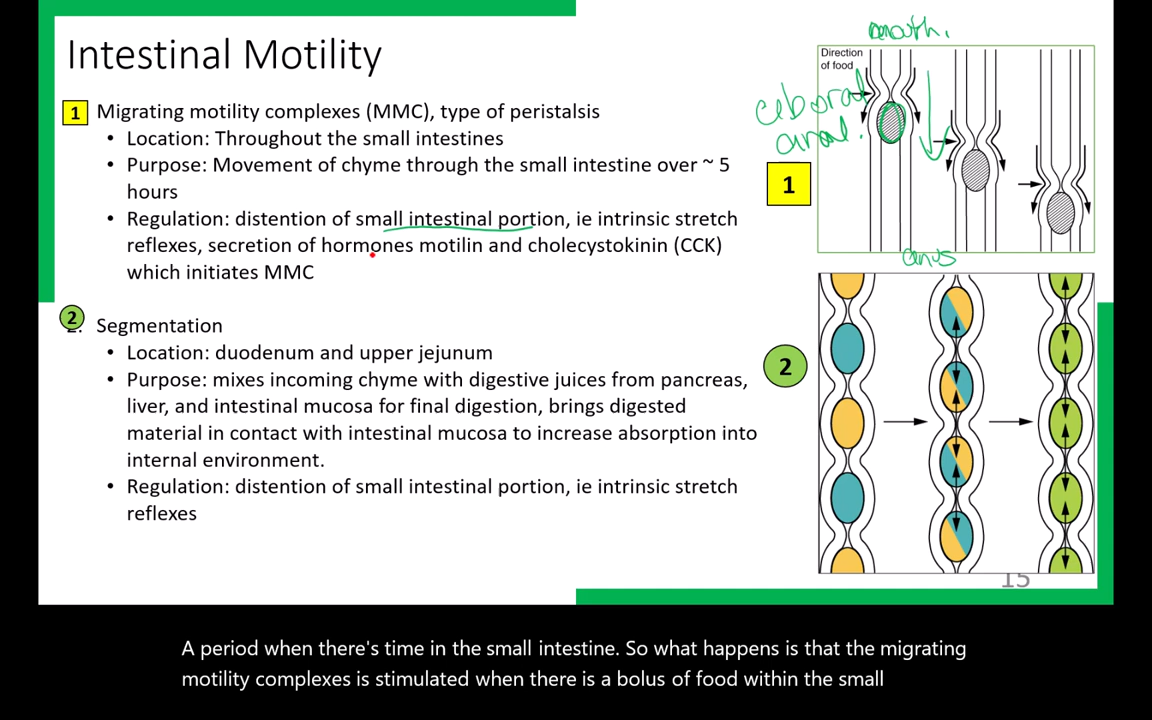 Intestinal Motility
1 Migrating motility complexes (MMC), type of peristalsis
• Location: Throughout the small intestines
• Purpose: Movement of chyme through the small intestine over ~ 5
hours
• Regulation: distention of small intestinal portion, ie intrinsic stretch
reflexes, secretion of hormones motilin and cholecystokinin (CCK)
which initiates MMC
2 Segmentation
• Location: duodenum and upper jejunum
• Purpose: mixes incoming chyme with digestive juices from pancreas,
liver, and intestinal mucosa for final digestion, brings digested
material in contact with intestinal mucosa to increase absorption into
internal environment.
• Regulation: distention of small intestinal portion, ie intrinsic stretch
reflexes
mouth.
Direction
of food
aboral
anal.
1
anus
2
15
A period when there's time in the small intestine. So what happens is that the migrating
motility complexes is stimulated when there is a bolus of food within the small